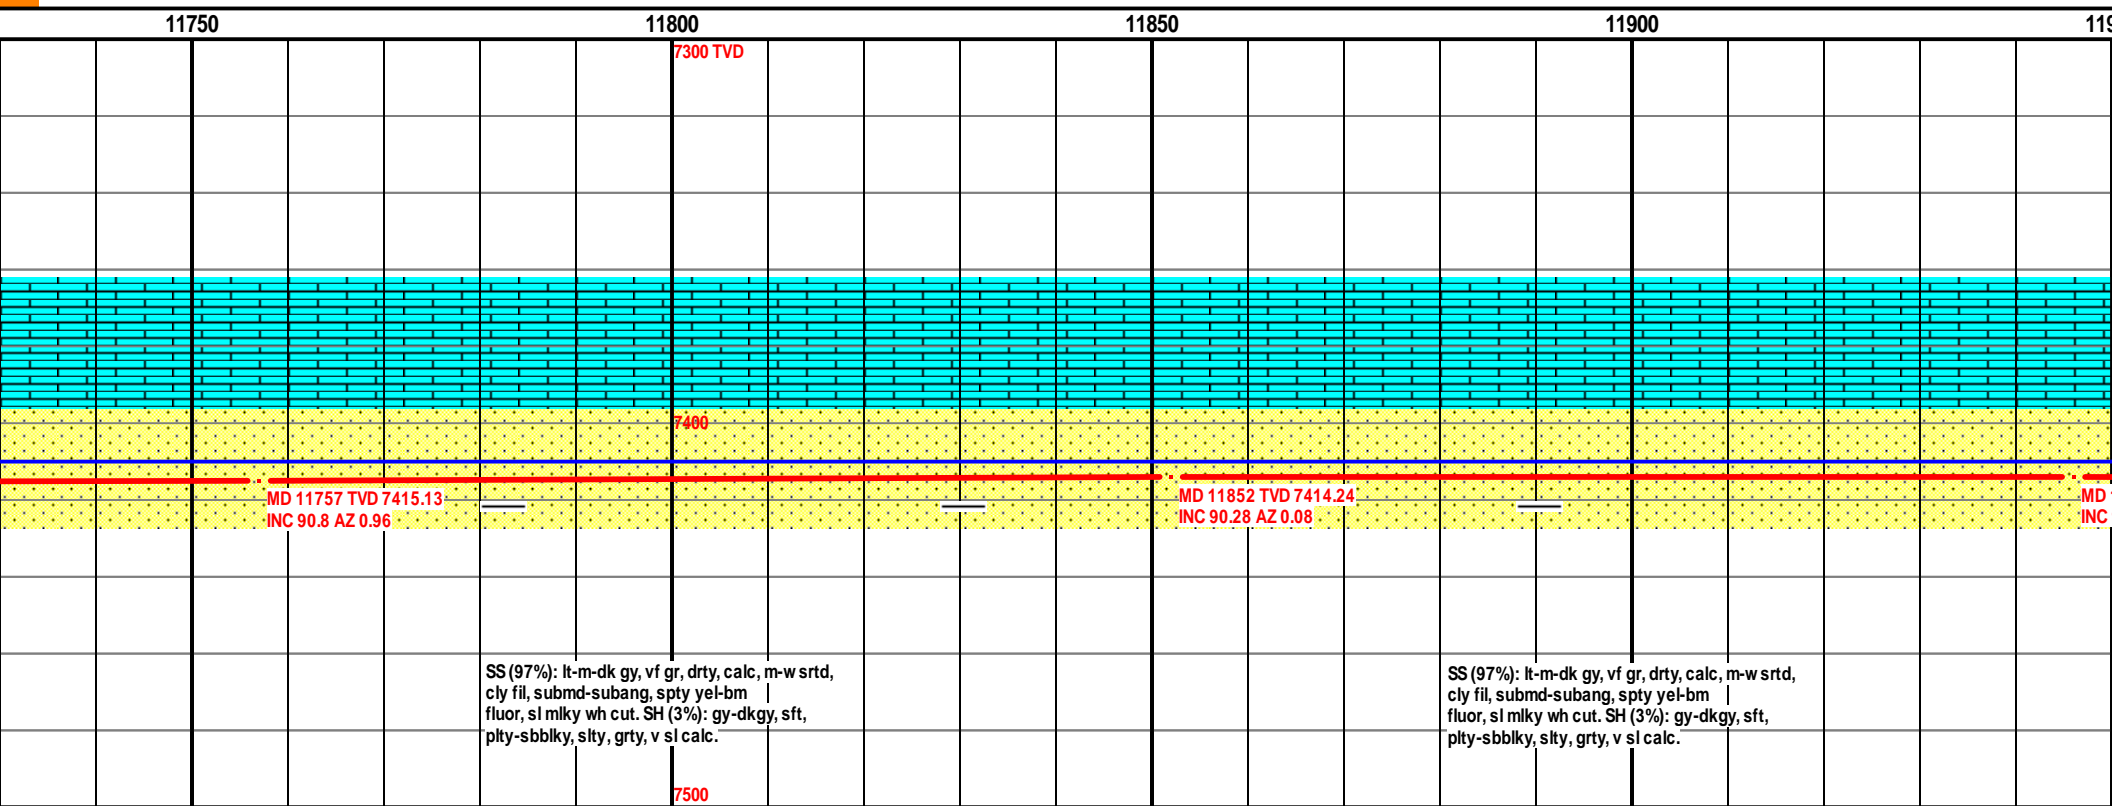 11750 11800 11850 11900 119
7300 TVD
7400
MD 11757 TVD 7415.13
INC 90.8 AZ 0.96
MD 11852 TVD 7414.24
INC 90.28 AZ 0.08
MD
INC
SS (97%): lt-m-dk gy, vf gr, drty, calc, m-w srtd,
cly fil, submd-subang, spty yel-bm
fluor, sl mlky wh cut. SH (3%): gy-dkgy, sft,
plty-sbblky, slty, grty, v sl calc.
SS (97%): lt-m-dk gy, vf gr, drty, calc, m-w srtd,
cly fil, submd-subang, spty yel-bm
fluor, sl mlky wh cut. SH (3%): gy-dkgy, sft,
plty-sbblky, slty, grty, v sl calc.
7500